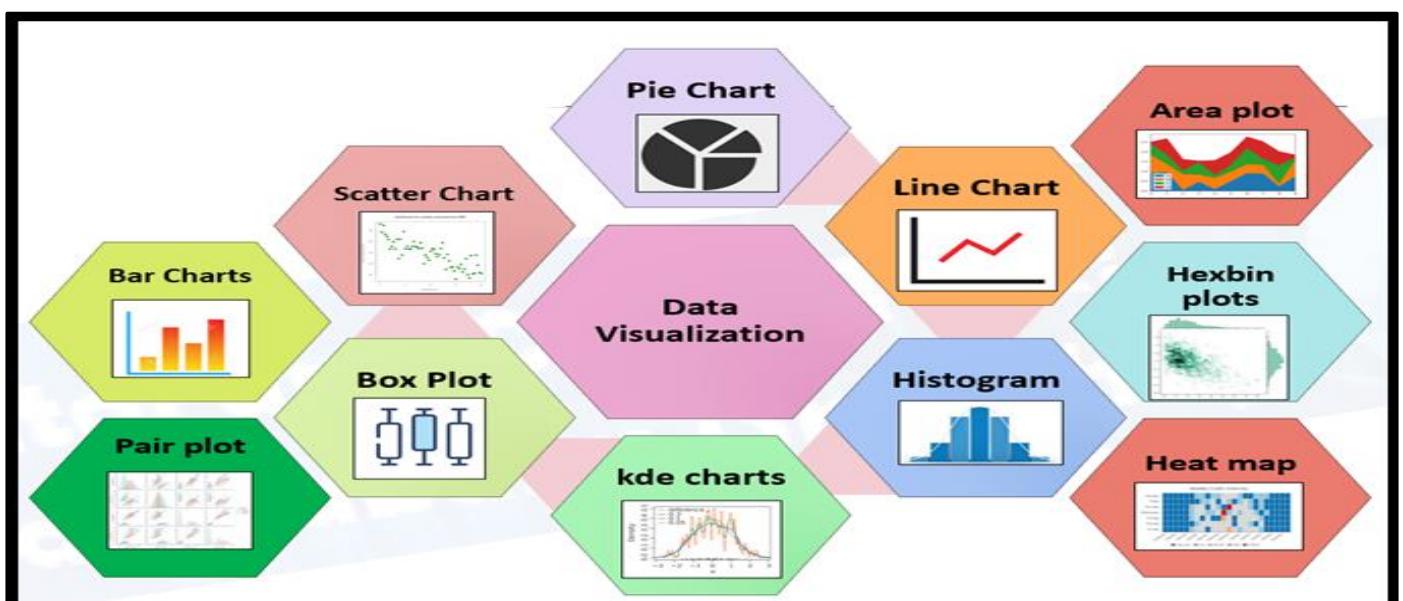 Pie Chart
Area plot
Scatter Chart
Line Chart
Bar Charts
Hexbin
plots
Data
Visualization
Box Plot
Histogram
Pair plot
kde charts
Heat map
Density